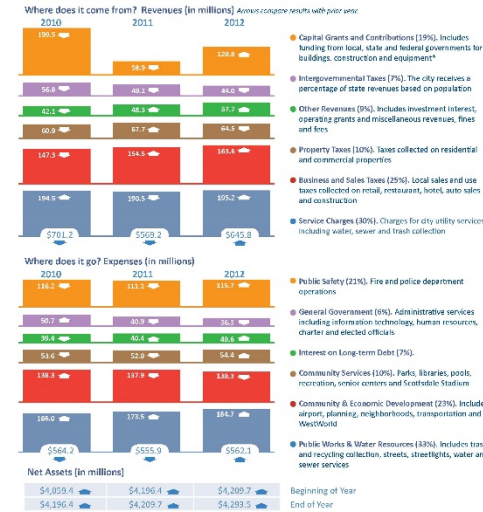 Where does it come from? Revenues (in millions) Arrows compare results with prior year.
2010 2011 2012
199.5 58.9 128.8
56.8 49.2 44.0
42.1 48.3 37.7
60.9 67.7 64.5
147.3 154.5 163.6
194.5 190.5 195.2
$701.2 $569.2 $645.8
Capital Grants and Contributions (19%). Includes
funding from local, state and federal governments for
buildings, construction and equipment*
Intergovernmental Taxes (7%). The city receives a
percentage of state revenues based on population
Other Revenues (9%). Includes investment interest,
operating grants and miscellaneous revenues, fines
and fees
Property Taxes (10%). Taxes collected on residential
and commercial properties
Business and Sales Taxes (25%). Local sales and use
taxes collected on retail, restaurant, hotel, auto sales
and construction
Service Charges (30%). Charges for city utility services
including water, sewer and trash collection
Where does it go? Expenses (in millions)
2010 2011 2012
116.2 111.2 116.7
58.7 40.9 36.5
39.4 40.4 49.6
53.6 52.0 54.4
138.3 137.9
166.0 173.5 164.7
$564.2 $555.9 $562.1
Public Safety (21%). Fire and police department
operations
General Government (6%). Administrative services
including information technology, human resources,
charter and elected officials
Interest on Long-term Debt (7%).
Community Services (10%). Parks, libraries, pools,
recreation, senior centers and Scottsdale Stadium
Community & Economic Development (23%). Include
airport, planning, neighborhoods, transportation and
WestWorld
Public Works & Water Resources (33%). Includes tras
and recycling collection, streets, streetlights, water an
sewer services
Net Assets (in millions)
$4,059.4 $4,196.4 $4,209.7 Beginning of Year
$4,196.4 $4,209.7 $4,293.5 End of Year